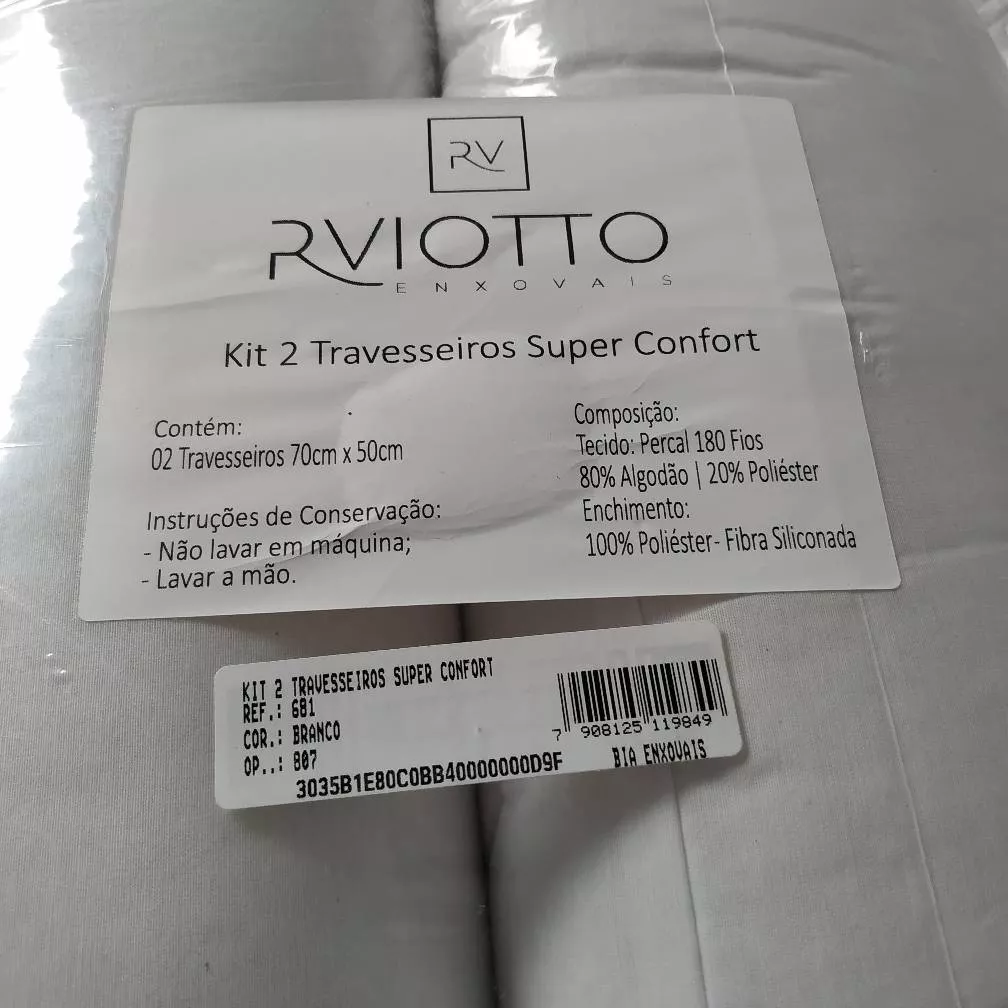 RV
RVIOTTO
ENXOVAIS
Kit 2 Travesseiros Super Confort
Contém:
02 Travesseiros 70cm x 50cm
Instruções de Conservação:
- Não lavar em máquina;
- Lavar a mão.
Composição:
Tecido: Percal 180 Fios
80% Algodão | 20% Poliéster
Enchimento:
100% Poliéster- Fibra Siliconada
KIT 2 TRAVESSEIROS SUPER CONFORT
REF.: 681
COR.: BRANCO
OP..: 807
3035B1E80C0BB40000000D9F
7 908125 119849
BIA ENXOVAIS